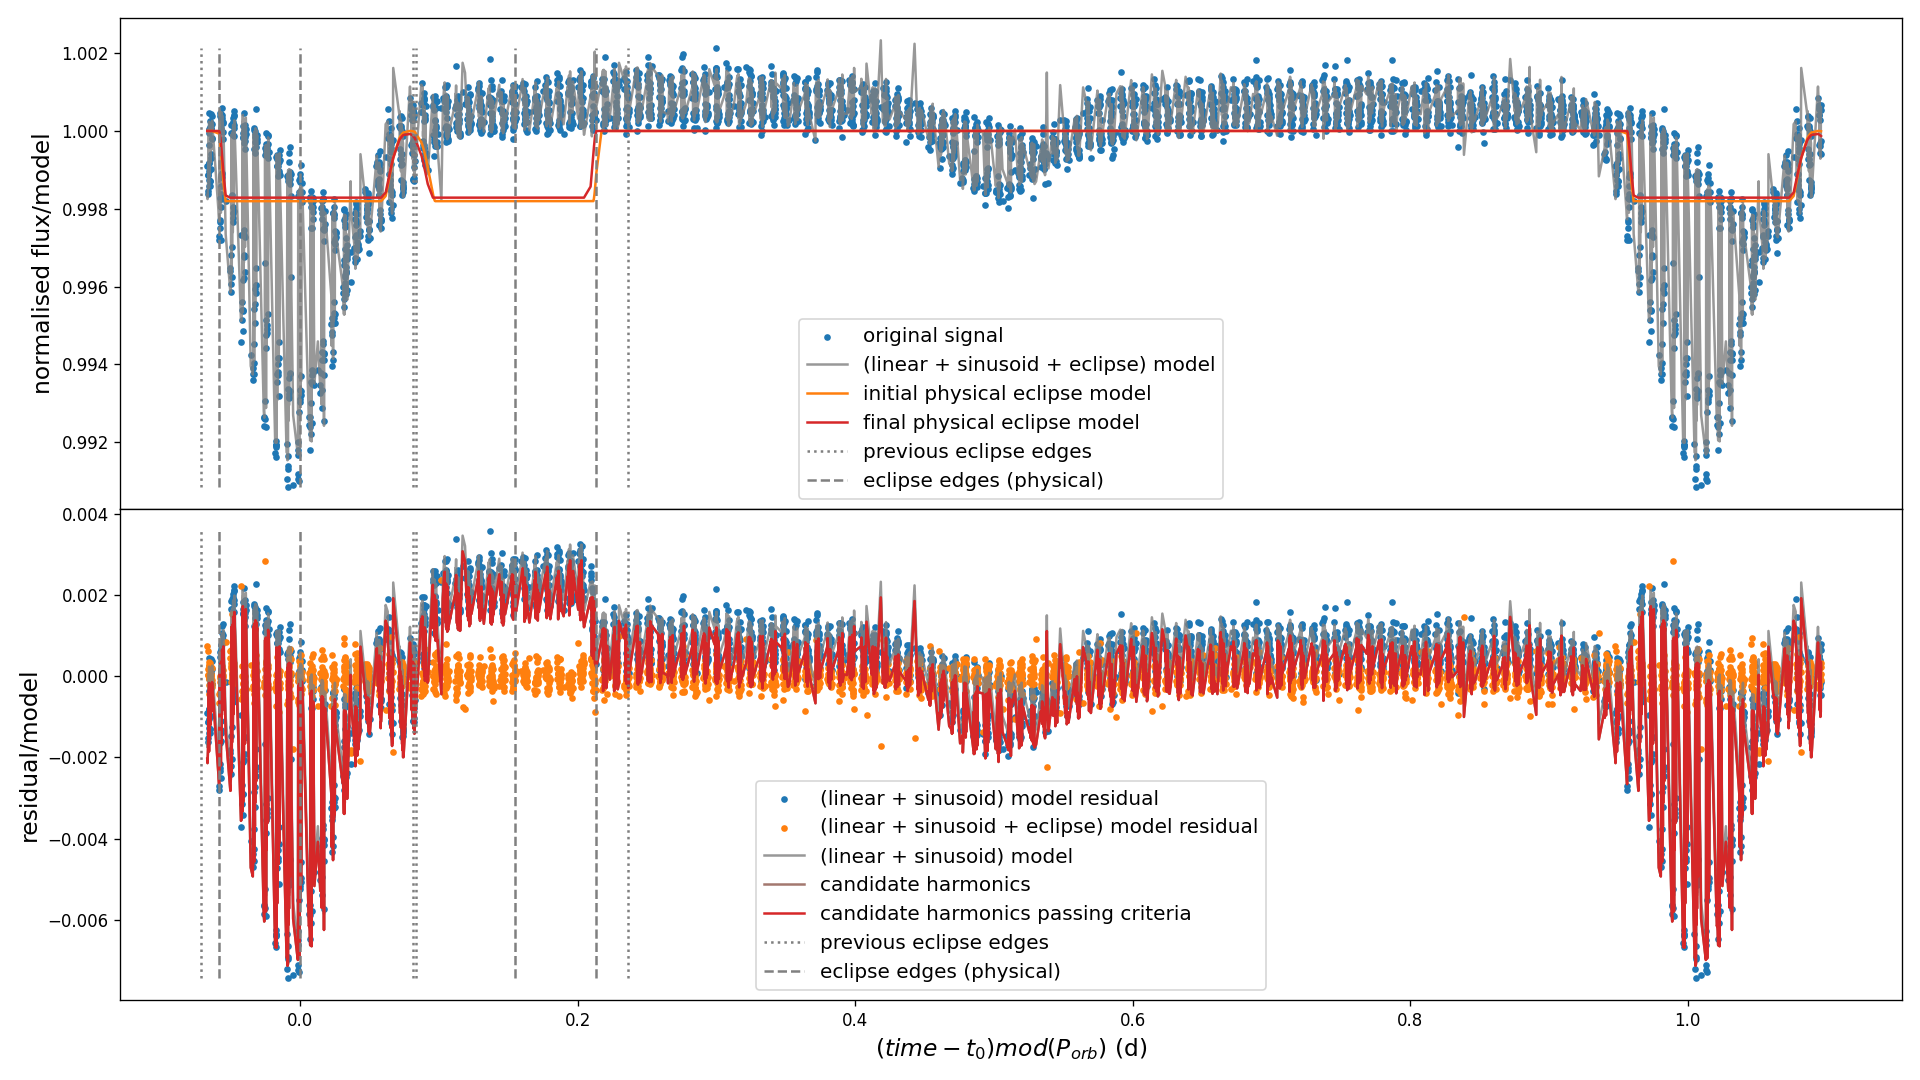 normalised flux/model
1.002
1.000
0.998
0.996
0.994
0.992
original signal
(linear + sinusoid + eclipse) model
initial physical eclipse model
final physical eclipse model
previous eclipse edges
eclipse edges (physical)
residual/model
0.004
0.002
0.000
−0.002
−0.004
−0.006
(linear + sinusoid) model residual
(linear + sinusoid + eclipse) model residual
(linear + sinusoid) model
candidate harmonics
candidate harmonics passing criteria
previous eclipse edges
eclipse edges (physical)
0.0 0.2 0.4 0.6 0.8 1.0
(time − t₀)mod(P_orb) (d)